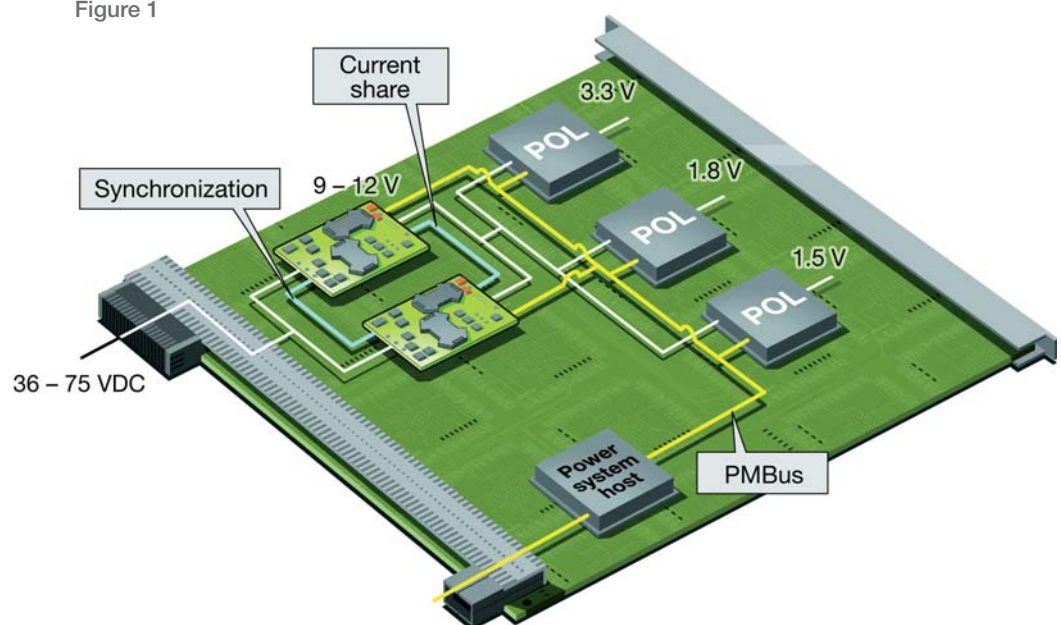 Figure 1
Current
share
3.3 V
POL
Synchronization
9 – 12 V
1.8 V
POL
1.5 V
POL
36 – 75 VDC
Power
system
host
PMBus